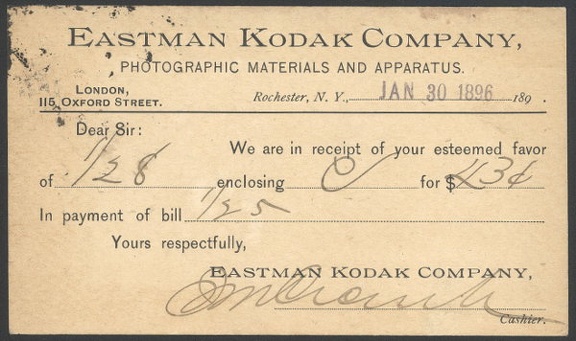 EASTMAN KODAK COMPANY,
PHOTOGRAPHIC MATERIALS AND APPARATUS.
LONDON,
115 OXFORD STREET.
Rochester, N. Y., JAN 30 1896 189 .
Dear Sir:
We are in receipt of your esteemed favor
of 1/28 enclosing for $ 43¢
In payment of bill 1/25
Yours respectfully,
EASTMAN KODAK COMPANY,
Cashier.